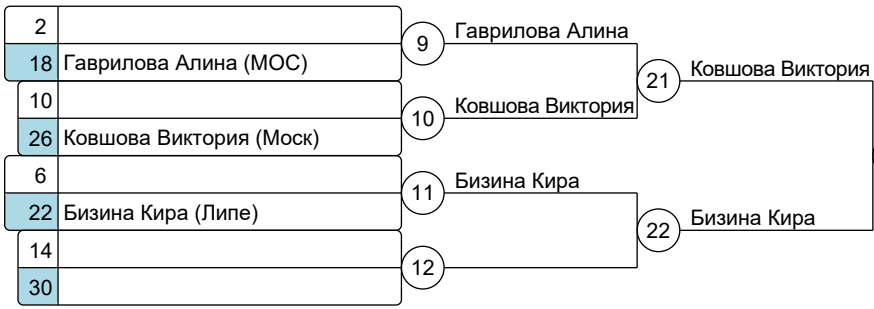 2
9 Гаврилова Алина
18 Гаврилова Алина (МОС)
21 Ковшова Виктория
10
10 Ковшова Виктория
26 Ковшова Виктория (Моск)
6
11 Бизина Кира
22 Бизина Кира (Липе)
22 Бизина Кира
14
12
30